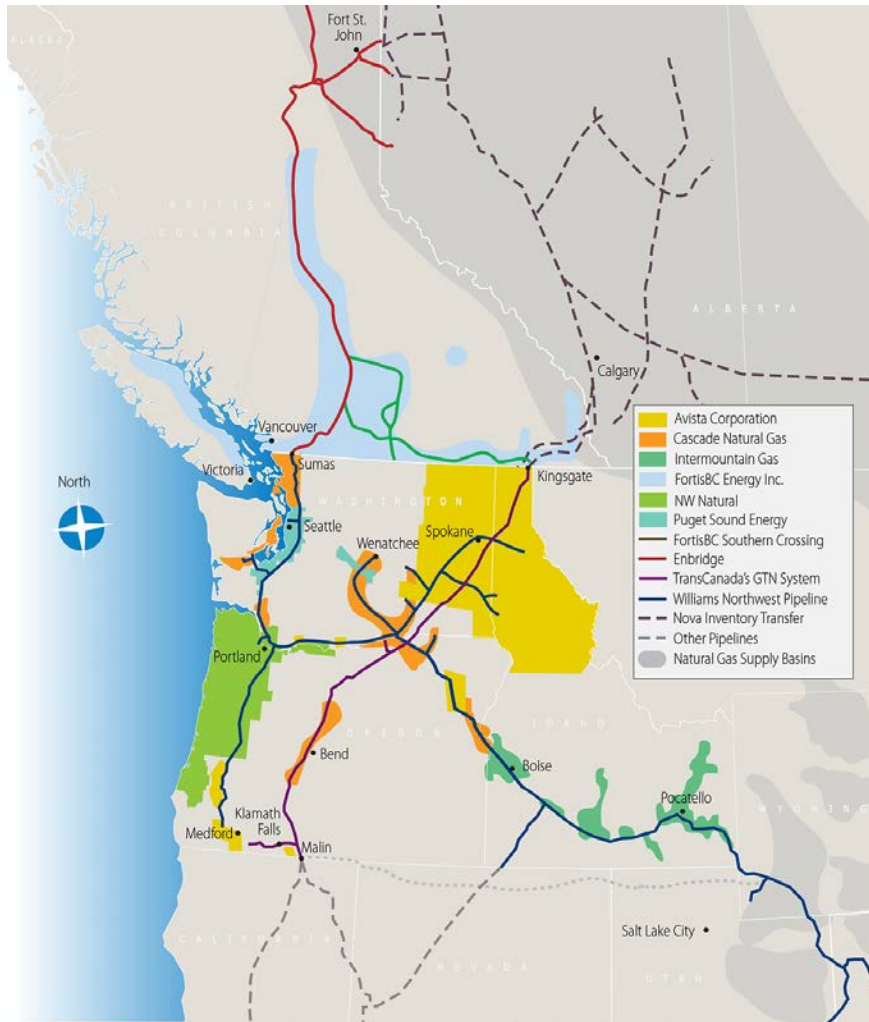 Fort St.
John
ALASKA
BRITISH
COLUMBIA
ALBERTA
Calgary
Vancouver
Sumas
Victoria
Kingsgate
North
WASHINGTON
Seattle
Wenatchee
Spokane
Portland
OREGON
IDAHO
Bend
Boise
Pocatello
WYOMING
Klamath
Falls
Medford
Malin
Salt Lake City
CALIFORNIA
NEVADA
UTAH
Avista Corporation
Cascade Natural Gas
Intermountain Gas
FortisBC Energy Inc.
NW Natural
Puget Sound Energy
FortisBC Southern Crossing
Enbridge
TransCanada's GTN System
Williams Northwest Pipeline
Nova Inventory Transfer
Other Pipelines
Natural Gas Supply Basins